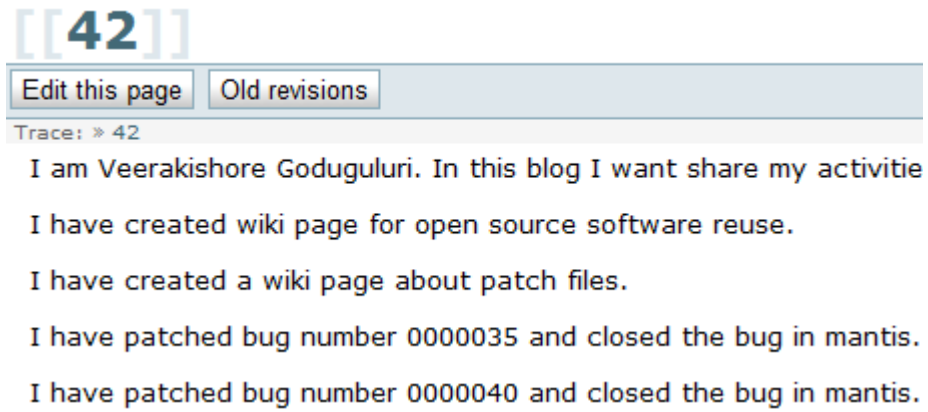 [[42]]
Edit this page Old revisions
Trace: » 42
I am Veerakishore Goduguluri. In this blog I want share my activitie
I have created wiki page for open source software reuse.
I have created a wiki page about patch files.
I have patched bug number 0000035 and closed the bug in mantis.
I have patched bug number 0000040 and closed the bug in mantis.